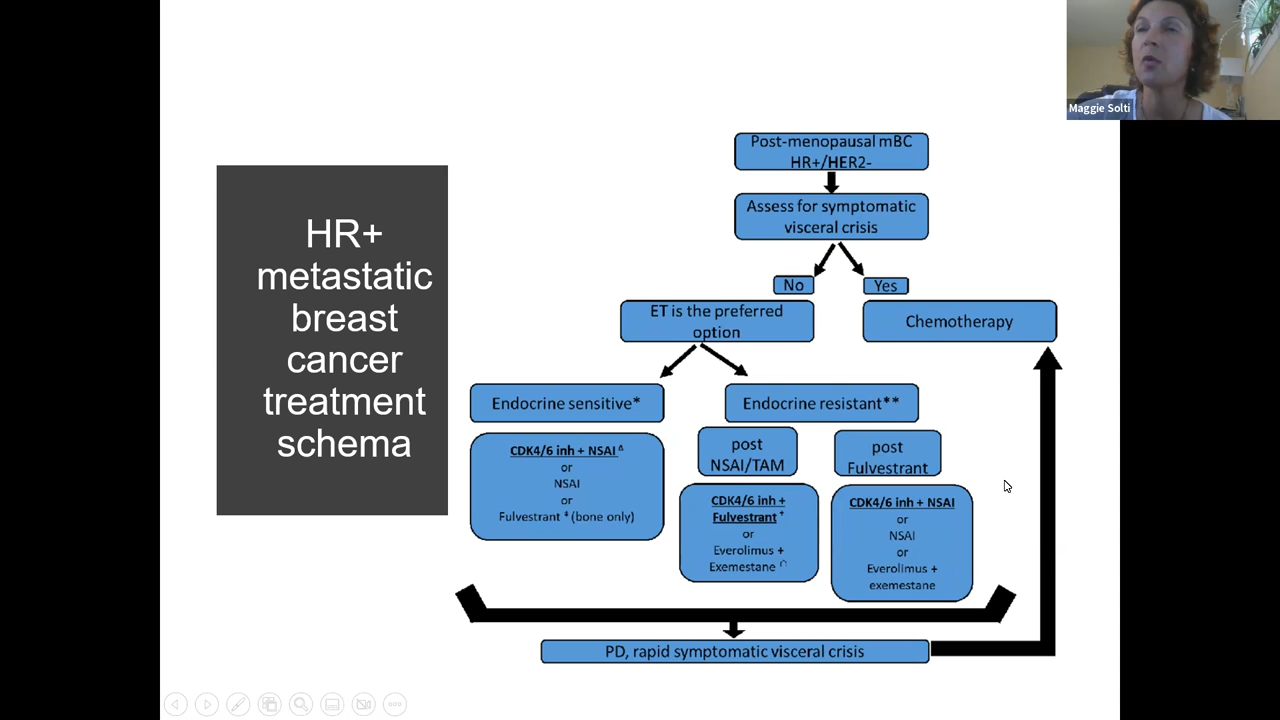 Maggie Solti
HR+
metastatic
breast
cancer
treatment
schema
Post-menopausal mBC
HR+/HER2-
Assess for symptomatic
visceral crisis
No
Yes
ET is the preferred
option
Chemotherapy
Endocrine sensitive*
Endocrine resistant**
CDK4/6 inh + NSAI Δ
or
NSAI
or
Fulvestrant ‡ (bone only)
post
NSAI/TAM
post
Fulvestrant
CDK4/6 inh +
Fulvestrant †
or
Everolimus +
Exemestane
CDK4/6 inh + NSAI
or
NSAI
or
Everolimus +
exemestane
PD, rapid symptomatic visceral crisis